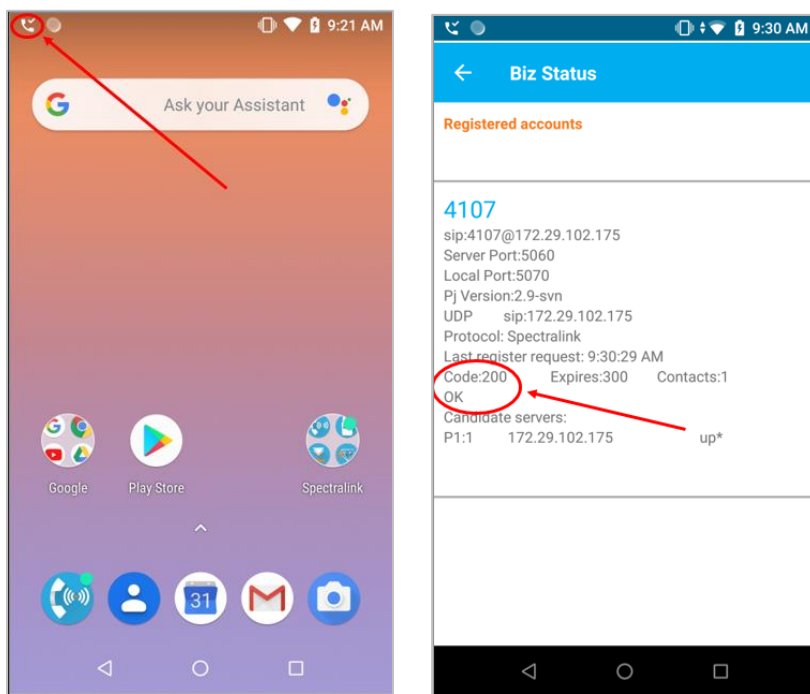 9:21 AM
Ask your Assistant
Google
Play Store
Spectralink
31
9:30 AM
Biz Status
Registered accounts
4107
sip:4107@172.29.102.175
Server Port:5060
Local Port:5070
Pj Version:2.9-svn
UDP sip:172.29.102.175
Protocol: Spectralink
Last register request: 9:30:29 AM
Code:200 Expires:300 Contacts:1
OK
Candidate servers:
P1:1 172.29.102.175 up*